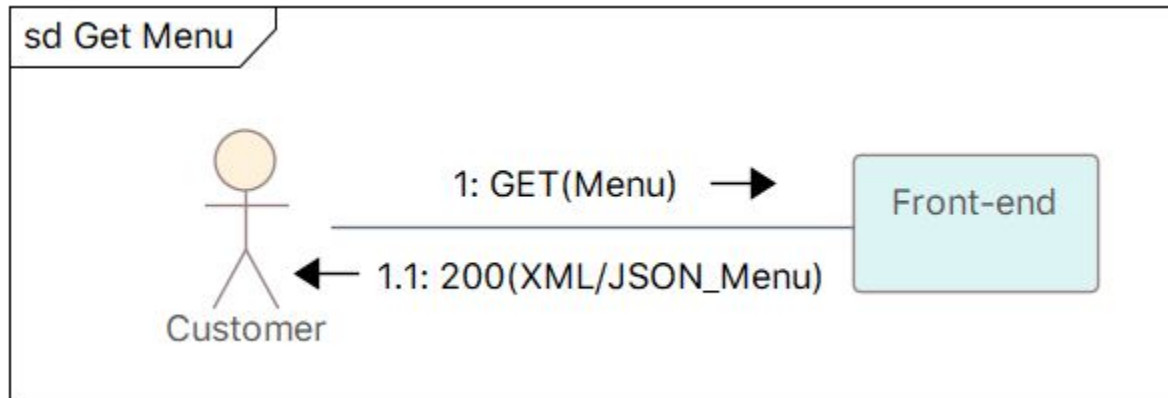 sd Get Menu
1: GET(Menu)
Front-end
1.1: 200(XML/JSON_Menu)
Customer